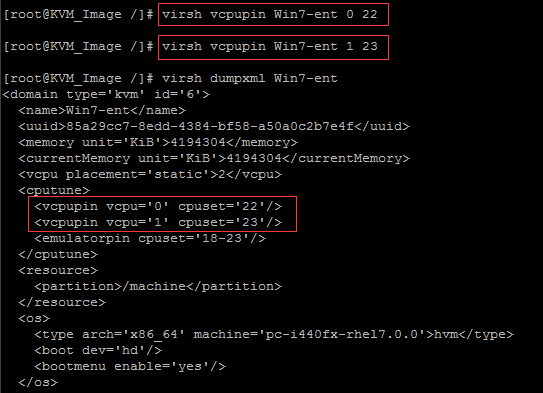 [root@KVM_Image /]# virsh vcpupin Win7-ent 0 22
[root@KVM_Image /]# virsh vcpupin Win7-ent 1 23
[root@KVM_Image /]# virsh dumpxml Win7-ent
<domain type='kvm' id='6'>
  <name>Win7-ent</name>
  <uuid>85a29cc7-8edd-4384-bf58-a50a0c2b7e4f</uuid>
  <memory unit='KiB'>4194304</memory>
  <currentMemory unit='KiB'>4194304</currentMemory>
  <vcpu placement='static'>2</vcpu>
  <cputune>
    <vcpupin vcpu='0' cpuset='22'/>
    <vcpupin vcpu='1' cpuset='23'/>
    <emulatorpin cpuset='18-23'/>
  </cputune>
  <resource>
    <partition>/machine</partition>
  </resource>
  <os>
    <type arch='x86_64' machine='pc-i440fx-rhel7.0.0'>hvm</type>
    <boot dev='hd'/>
    <bootmenu enable='yes'/>
  </os>